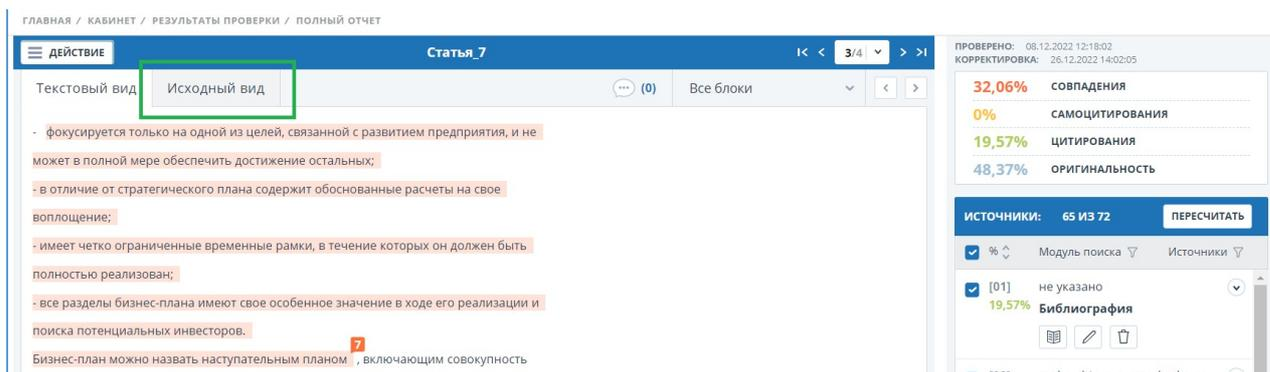 ГЛАВНАЯ / КАБИНЕТ / РЕЗУЛЬТАТЫ ПРОВЕРКИ / ПОЛНЫЙ ОТЧЕТ
ДЕЙСТВИЕ
Статья_7
3/4
Текстовый вид
Исходный вид
(0)
Все блоки
- фокусируется только на одной из целей, связанной с развитием предприятия, и не
может в полной мере обеспечить достижение остальных;
- в отличие от стратегического плана содержит обоснованные расчеты на свое
воплощение;
- имеет четко ограниченные временные рамки, в течение которых он должен быть
полностью реализован;
- все разделы бизнес-плана имеют свое особенное значение в ходе его реализации и
поиска потенциальных инвесторов.
7
Бизнес-план можно назвать наступательным планом , включающим совокупность
ПРОВЕРЕНО: 08.12.2022 12:18:02
КОРРЕКТИРОВКА: 26.12.2022 14:02:05
32,06% СОВПАДЕНИЯ
0% САМОЦИТИРОВАНИЯ
19,57% ЦИТИРОВАНИЯ
48,37% ОРИГИНАЛЬНОСТЬ
ИСТОЧНИКИ: 65 ИЗ 72 ПЕРЕСЧИТАТЬ
% Модуль поиска Источники
[01] не указано
19,57% Библиография